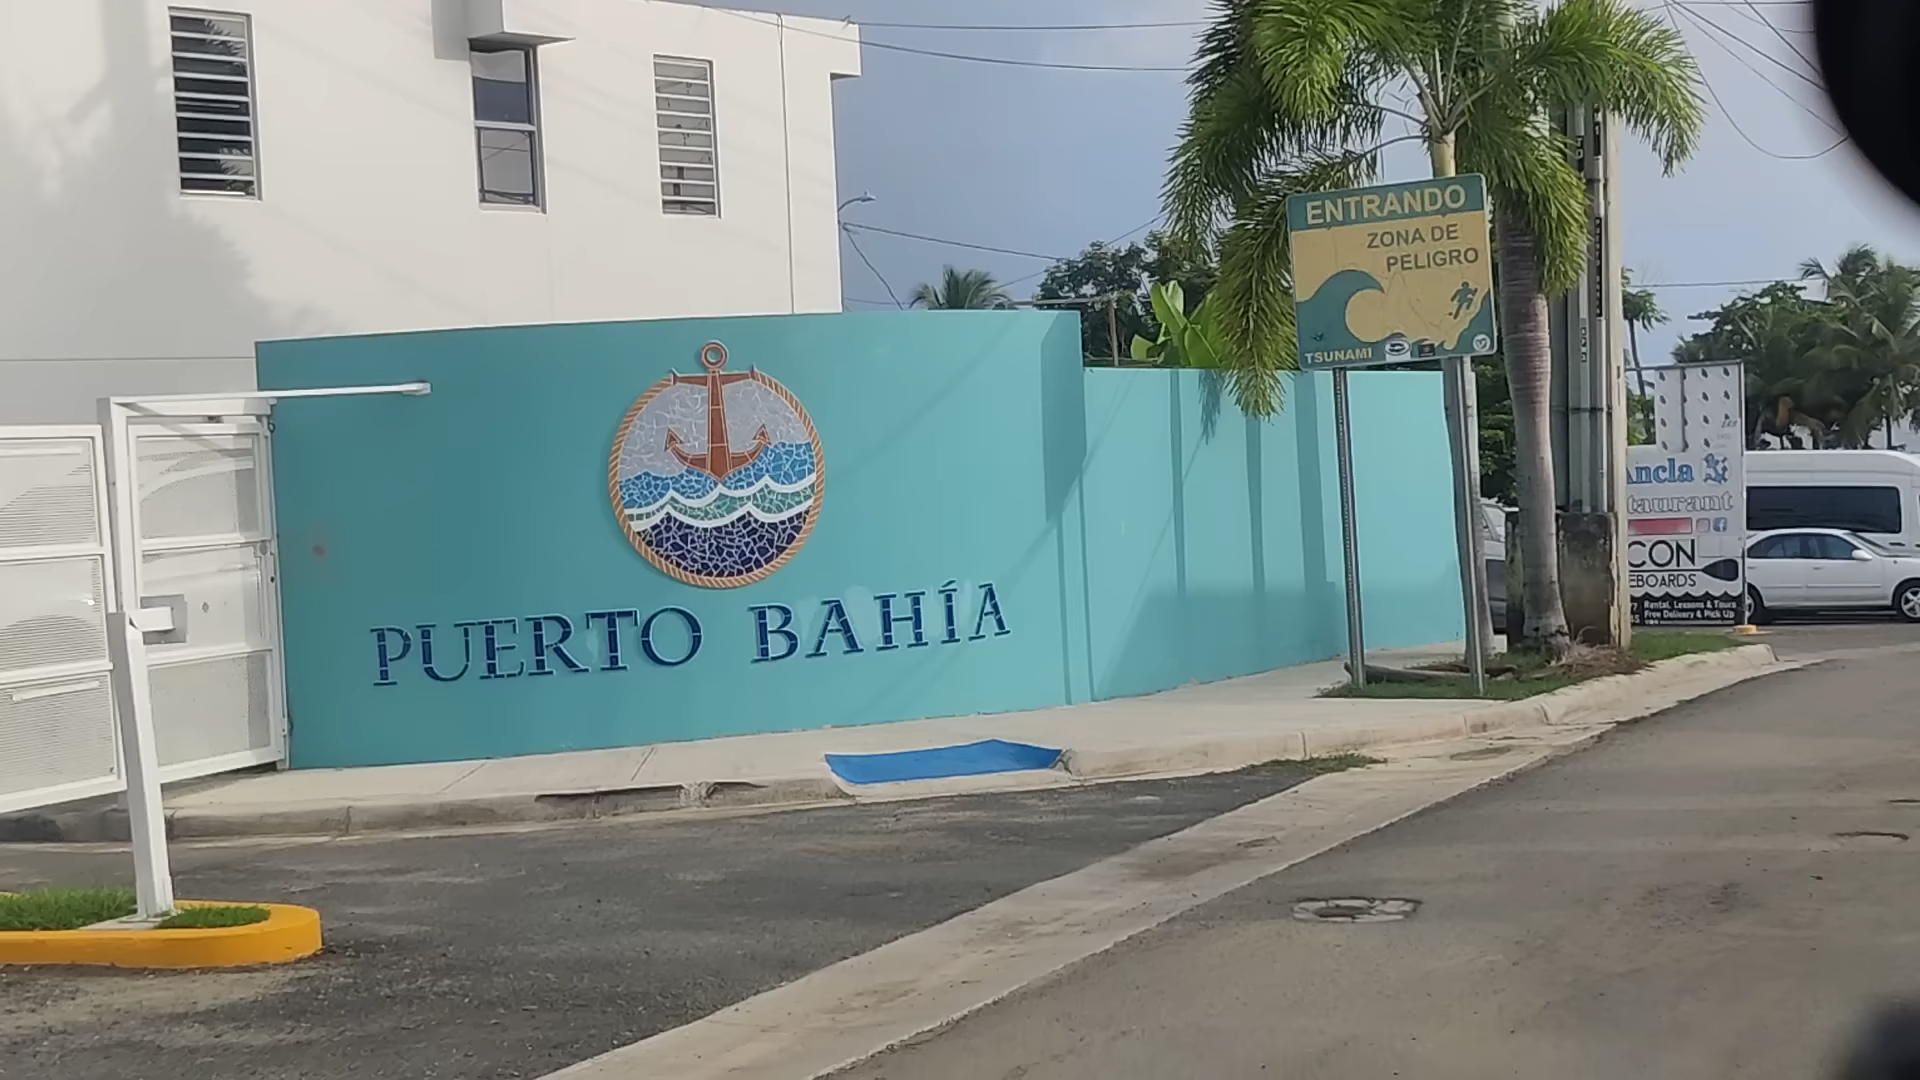 PUERTO BAHÍA
ENTRANDO
ZONA DE
PELIGRO
TSUNAMI
Ancla
taurant
CON
EBOARDS
Rental, Lessons & Tours
Free Delivery & Pick Up